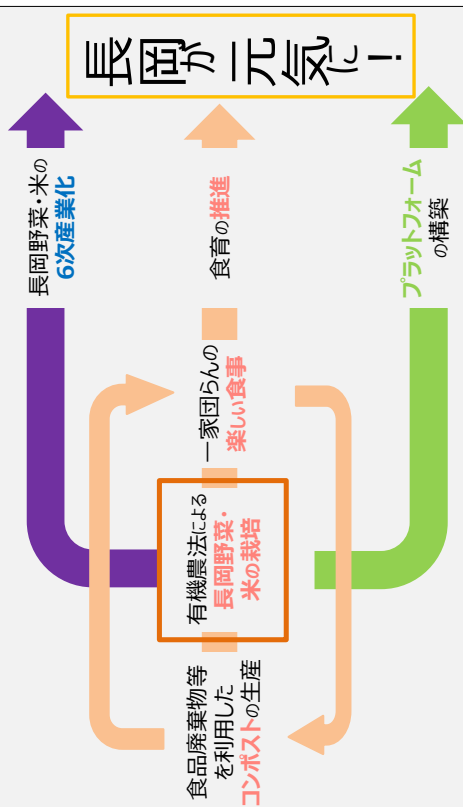 長岡が元気に！
長岡野菜・米の
6次産業化
食育の推進
プラットフォーム
の構築
一家団らんの
楽しい食事
有機農法による
長岡野菜・
米の栽培
食品廃棄物等
を利用した
コンポストの生産